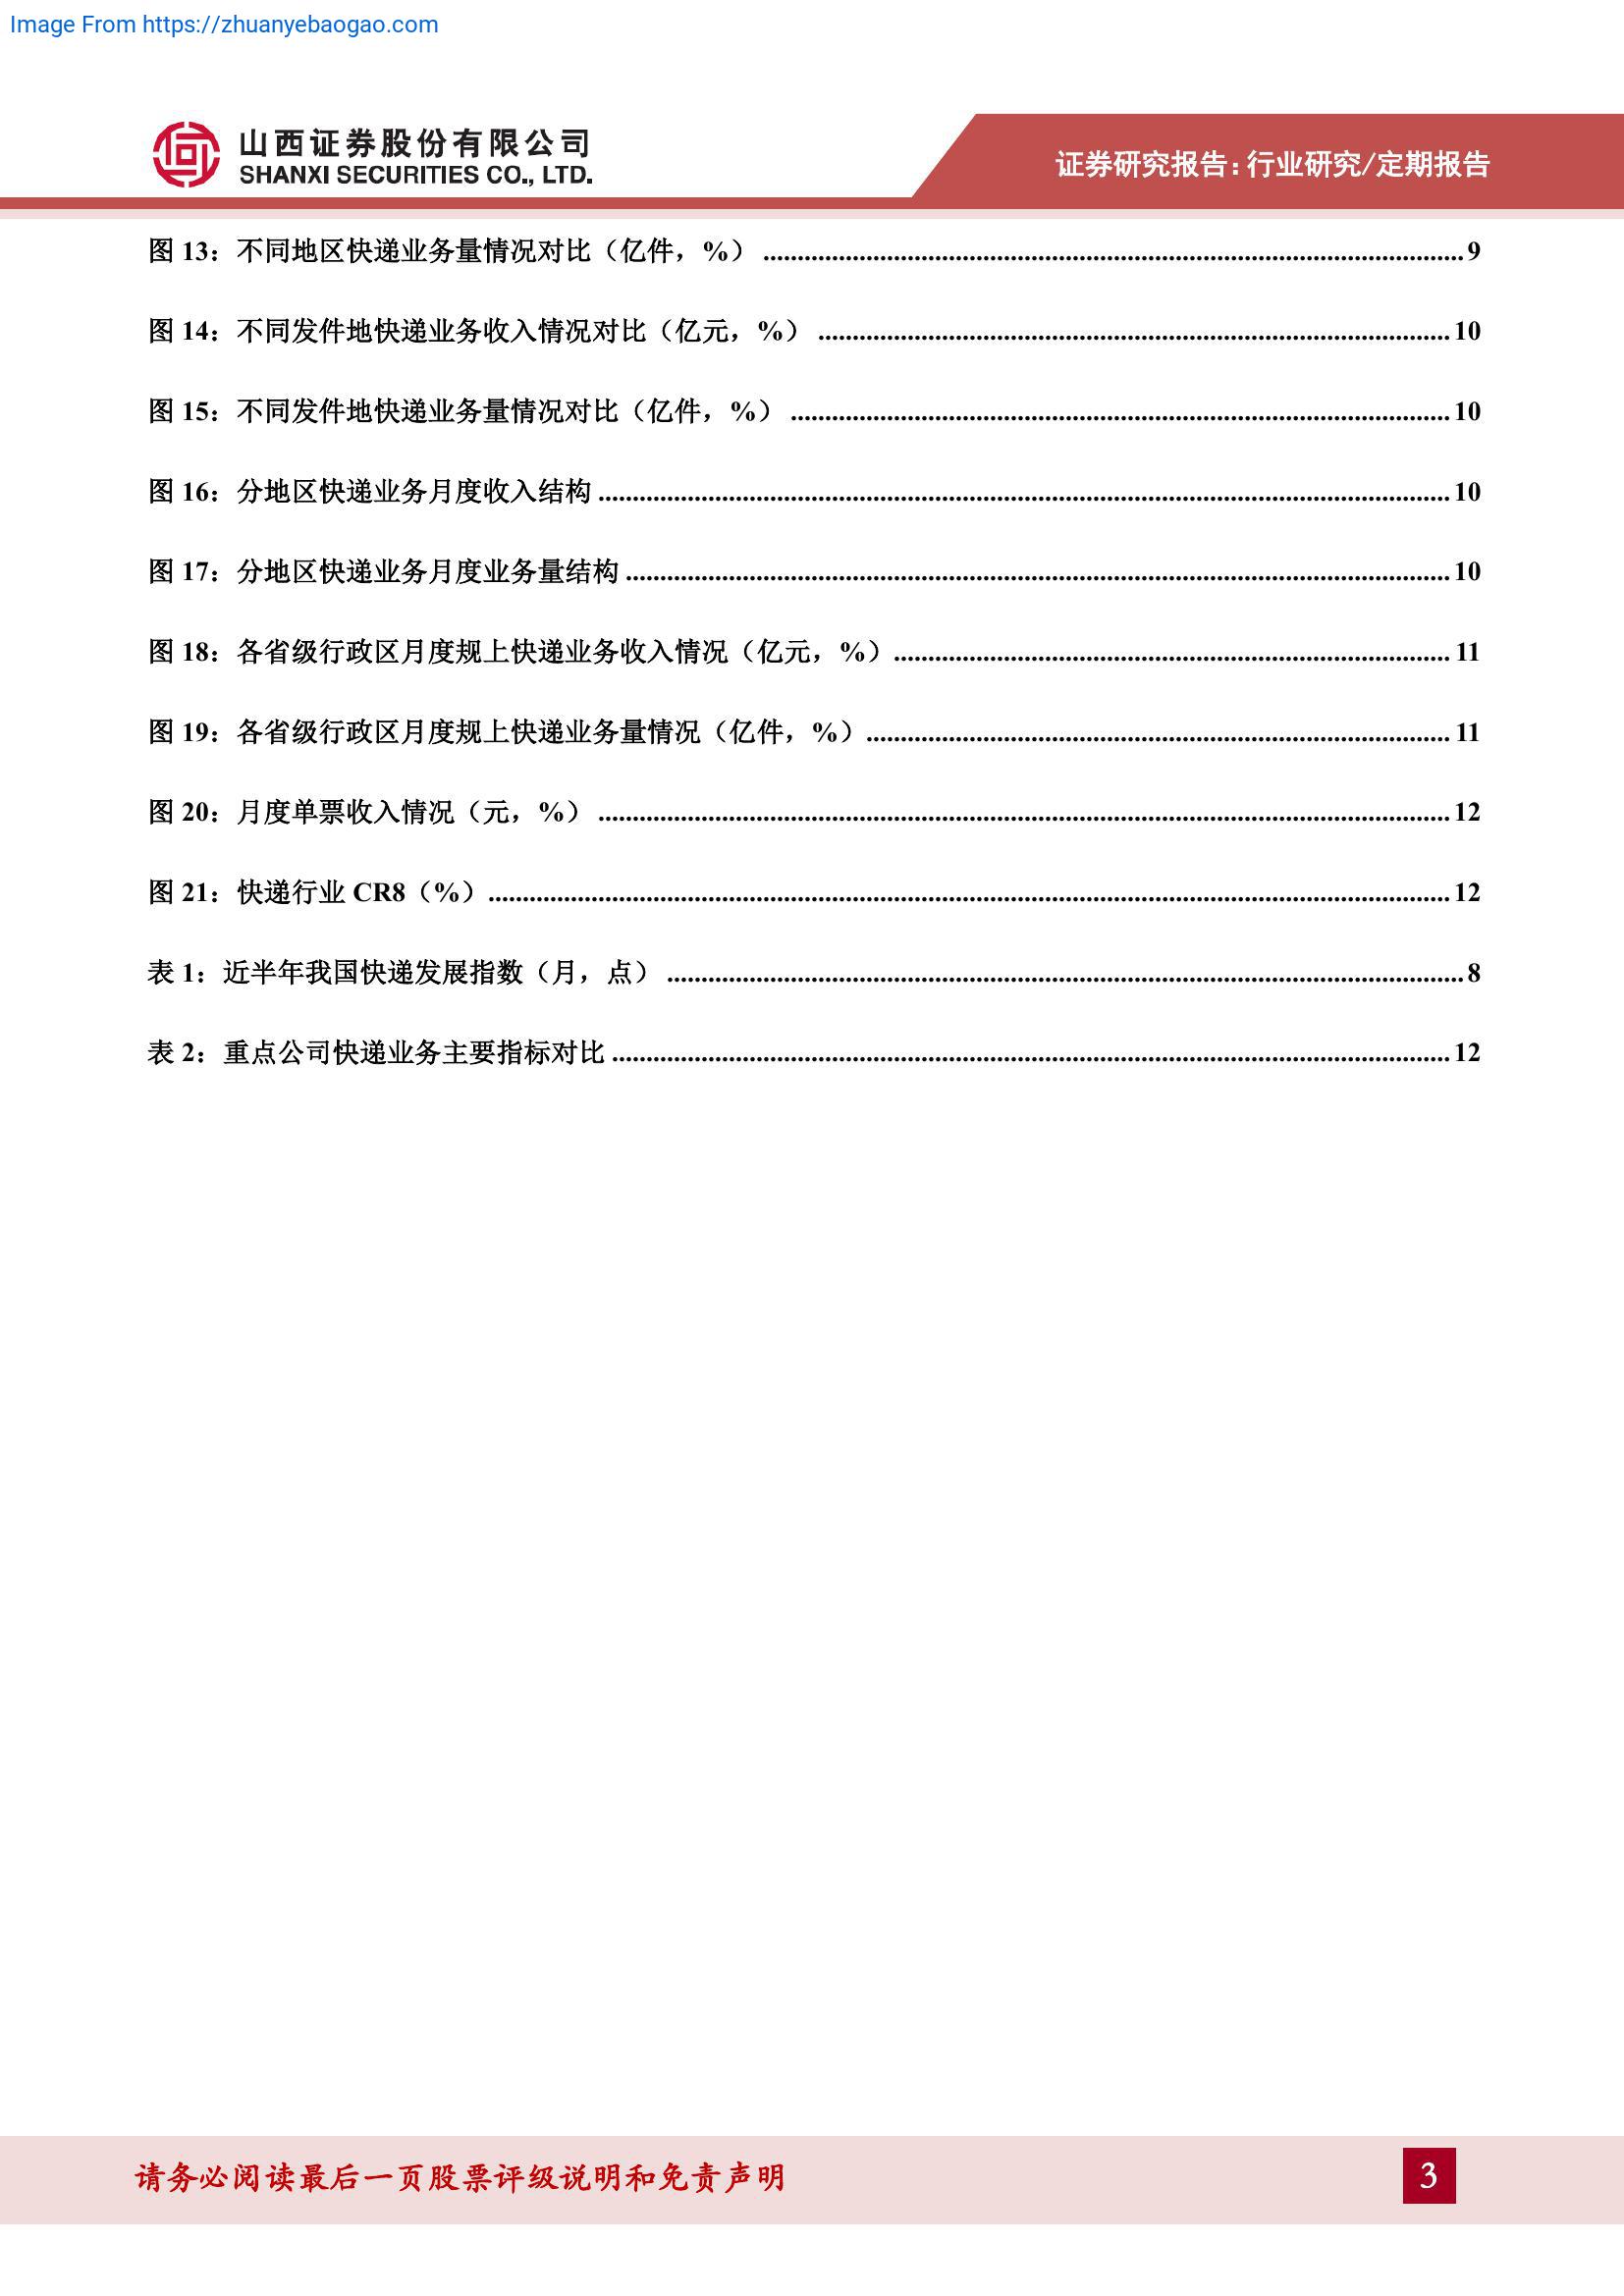 Image From https://zhuanyebaogao.com
山西证券股份有限公司
SHANXI SECURITIES CO., LTD.
证券研究报告：行业研究/定期报告
图 13：不同地区快递业务量情况对比（亿件，%） 9
图 14：不同发件地快递业务收入情况对比（亿元，%） 10
图 15：不同发件地快递业务量情况对比（亿件，%） 10
图 16：分地区快递业务月度收入结构 10
图 17：分地区快递业务月度业务量结构 10
图 18：各省级行政区月度规上快递业务收入情况（亿元，%） 11
图 19：各省级行政区月度规上快递业务量情况（亿件，%） 11
图 20：月度单票收入情况（元，%） 12
图 21：快递行业 CR8（%） 12
表 1：近半年我国快递发展指数（月，点） 8
表 2：重点公司快递业务主要指标对比 12
请务必阅读最后一页股票评级说明和免责声明
3